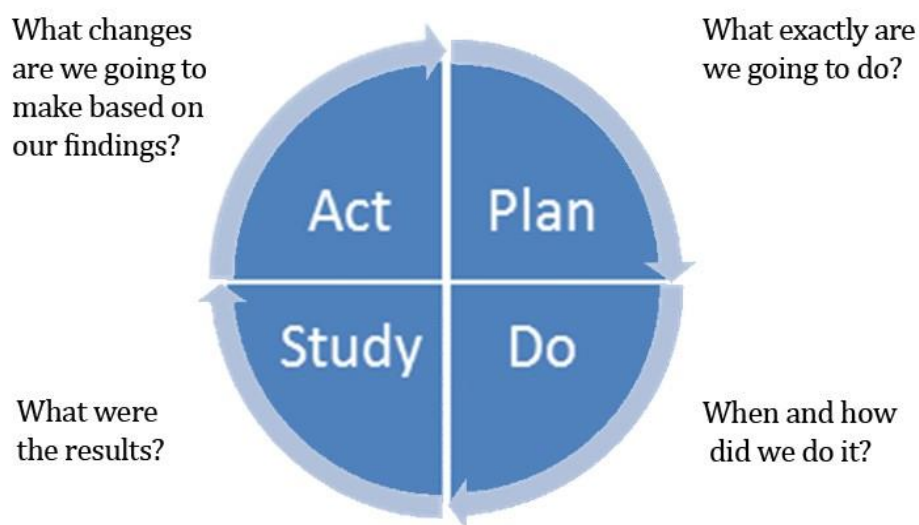 What changes
are we going to
make based on
our findings?
What exactly are
we going to do?
Act
Plan
Study
Do
What were
the results?
When and how
did we do it?